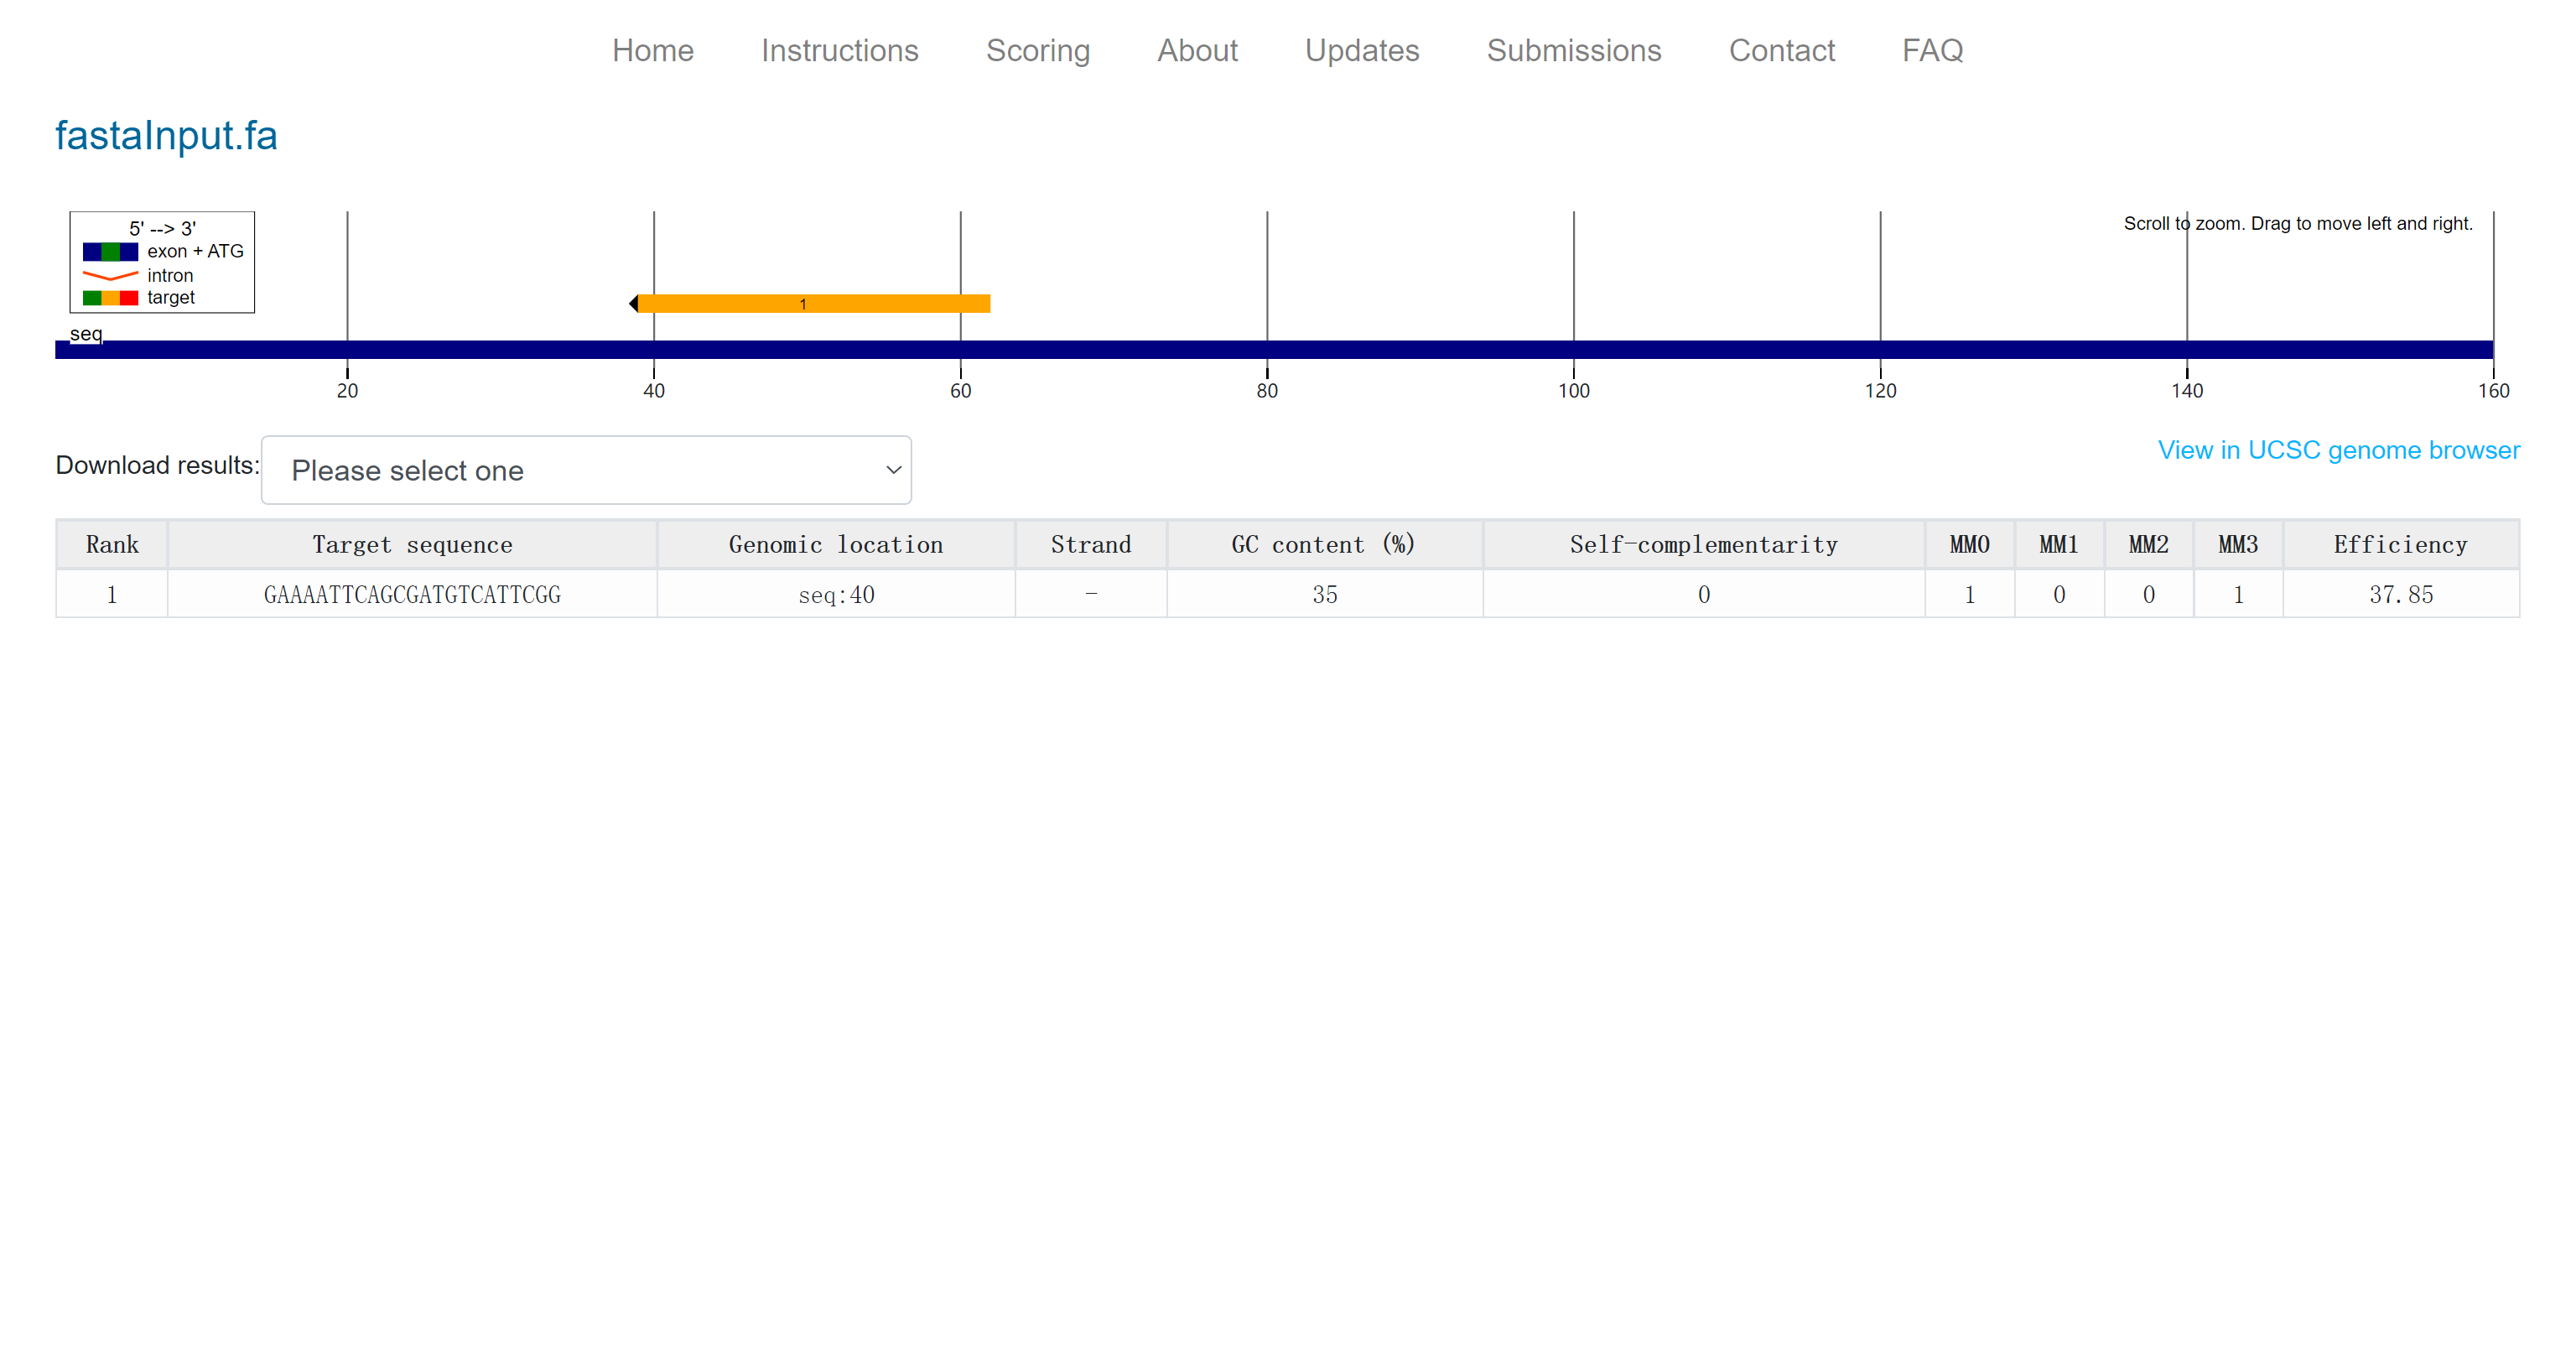 Home Instructions Scoring About Updates Submissions Contact FAQ
fastaInput.fa
5' --> 3'
exon + ATG
intron
target
Scroll to zoom. Drag to move left and right.
1
seq
20 40 60 80 100 120 140 160
Download results: Please select one
View in UCSC genome browser
Rank Target sequence Genomic location Strand GC content (%) Self-complementarity MM0 MM1 MM2 MM3 Efficiency
1 GAAAATTCAGCGATGTCATTCGG seq:40 - 35 0 1 0 0 1 37.85